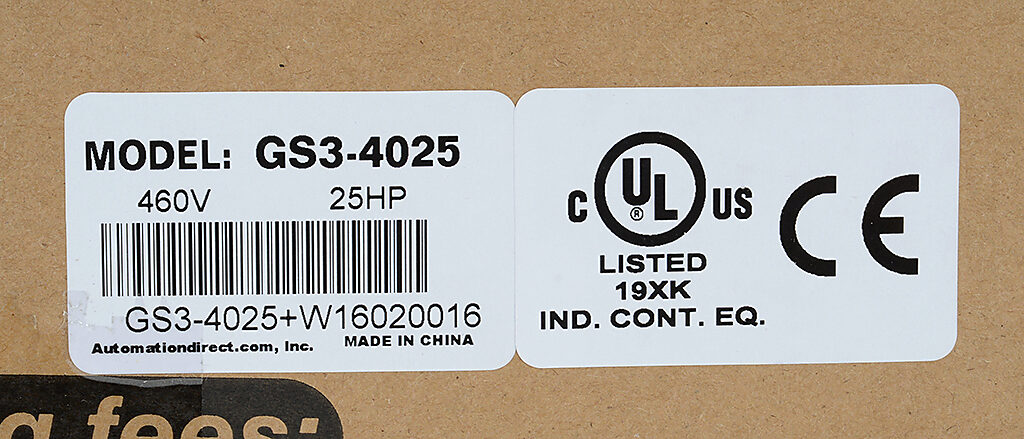 MODEL: GS3-4025
460V 25HP
GS3-4025+W16020016
Automationdirect.com, Inc. MADE IN CHINA
C UL ® US
LISTED
19XK
IND. CONT. EQ.
CE
g fees: